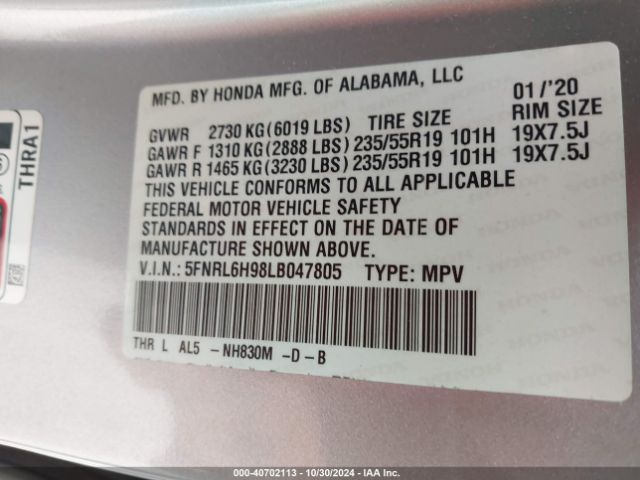 MFD. BY HONDA MFG. OF ALABAMA, LLC 01/'20
GVWR 2730 KG(6019 LBS) TIRE SIZE RIM SIZE
GAWR F 1310 KG(2888 LBS) 235/55R19 101H 19X7.5J
GAWR R 1465 KG(3230 LBS) 235/55R19 101H 19X7.5J
THIS VEHICLE CONFORMS TO ALL APPLICABLE
FEDERAL MOTOR VEHICLE SAFETY
STANDARDS IN EFFECT ON THE DATE OF
MANUFACTURE SHOWN ABOVE.
V.I.N.: 5FNRL6H98LB047805 TYPE: MPV
THR L AL5 -NH830M -D-B
THRA1
000-40702113 - 10/30/2024 - IAA Inc.